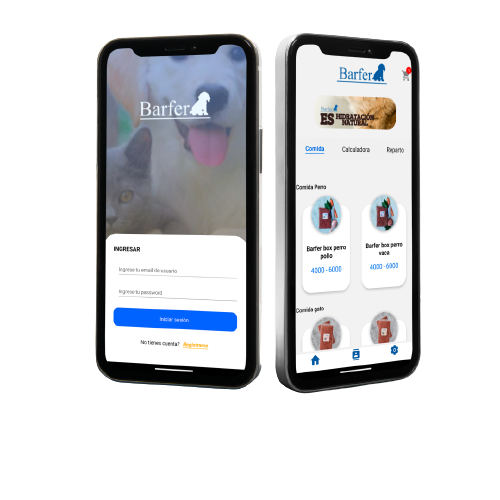 Barfer
INGRESAR
Ingrese tu email de usuario
Ingrese tu password
Iniciar sesión
No tienes cuenta? Registrarse
Barfer
Barfer
ES HIDRATACIÓN
NATURAL
Comida Calculadora Reparto
Comida Perro
Barfer box perro
pollo
4000 - 6000
Barfer box perro
vaca
4000 - 6000
Comida gato